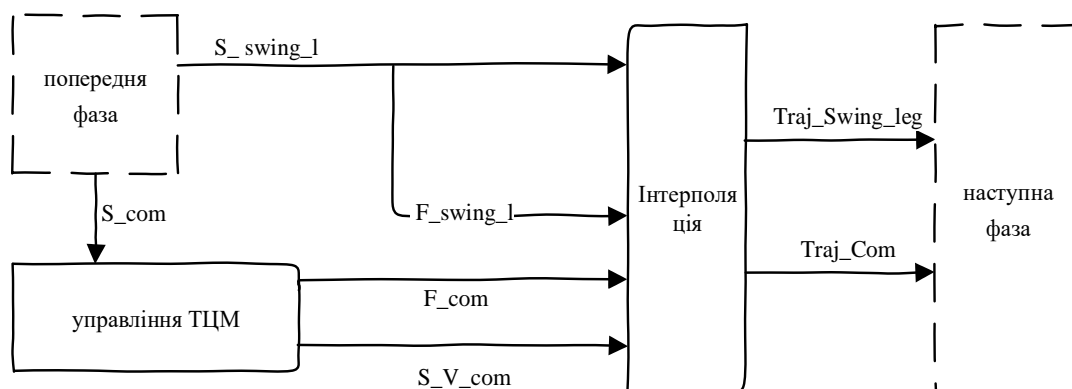 S_ swing_l
попередня
фаза
Traj_Swing_leg
Інтерполя
ція
наступна
фаза
S_com
F_swing_l
Traj_Com
F_com
управління ТЦМ
S_V_com